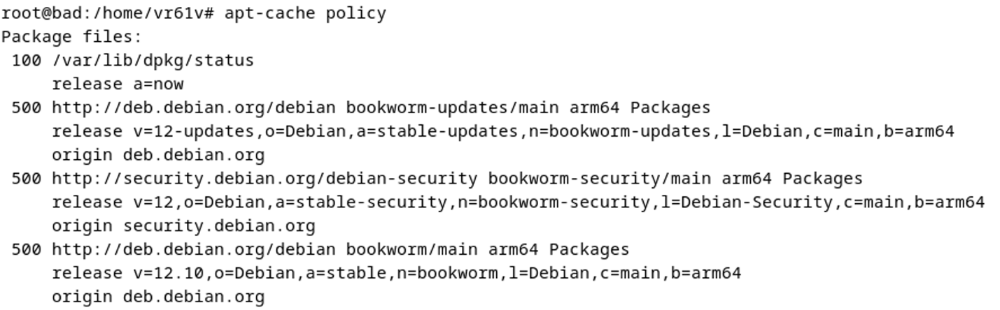 root@bad:/home/vr61v# apt-cache policy
Package files:
 100 /var/lib/dpkg/status
     release a=now
 500 http://deb.debian.org/debian bookworm-updates/main arm64 Packages
     release v=12-updates,o=Debian,a=stable-updates,n=bookworm-updates,l=Debian,c=main,b=arm64
     origin deb.debian.org
 500 http://security.debian.org/debian-security bookworm-security/main arm64 Packages
     release v=12,o=Debian,a=stable-security,n=bookworm-security,l=Debian-Security,c=main,b=arm64
     origin security.debian.org
 500 http://deb.debian.org/debian bookworm/main arm64 Packages
     release v=12.10,o=Debian,a=stable,n=bookworm,l=Debian,c=main,b=arm64
     origin deb.debian.org